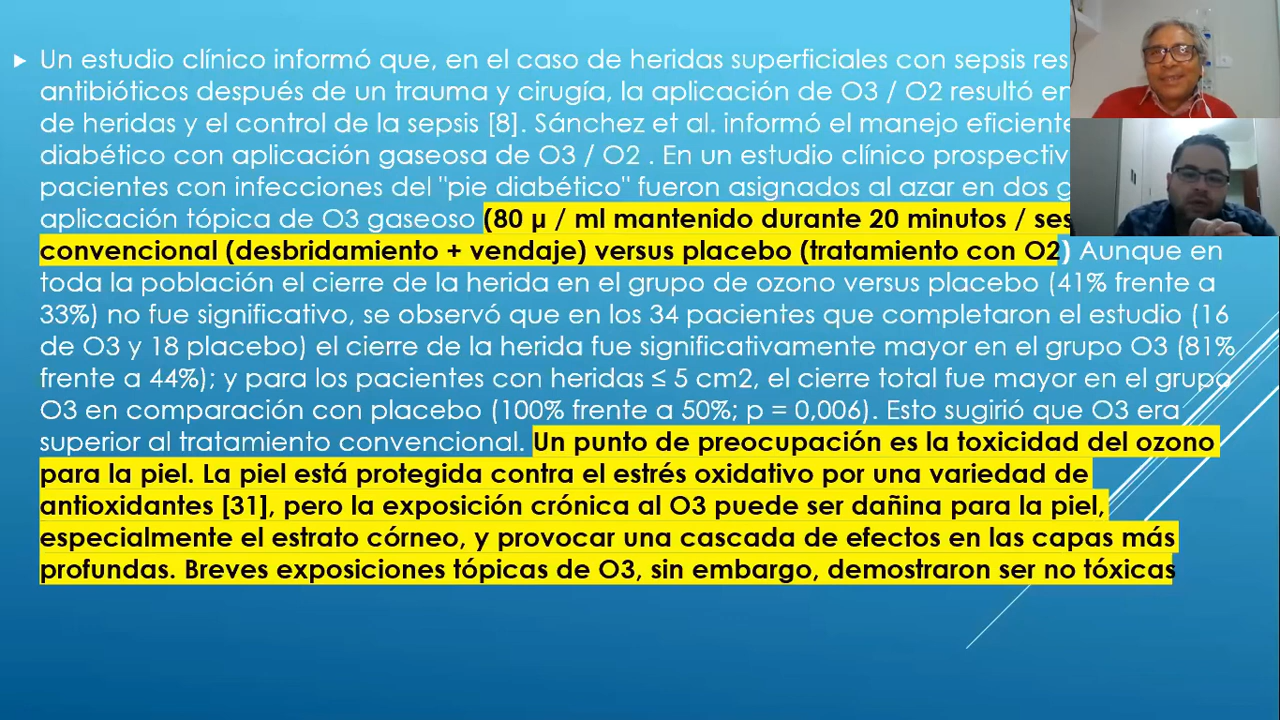 Un estudio clínico informó que, en el caso de heridas superficiales con sepsis
antibióticos después de un trauma y cirugía, la aplicación de O3 / O2 resultó
de heridas y el control de la sepsis [8]. Sánchez et al. informó el manejo eficiente
diabético con aplicación gaseosa de O3 / O2 . En un estudio clínico
pacientes con infecciones del "pie diabético" fueron asignados al azar en dos
aplicación tópica de O3 gaseoso (80 µ / ml mantenido durante 20 minutos /
convencional (desbridamiento + vendaje) versus placebo (tratamiento con O2) Aunque en
toda la población el cierre de la herida en el grupo de ozono versus placebo (41% frente a
33%) no fue significativo, se observó que en los 34 pacientes que completaron el estudio (16
de O3 y 18 placebo) el cierre de la herida fue significativamente mayor en el grupo O3 (81%
frente a 44%); y para los pacientes con heridas ≤ 5 cm2, el cierre total fue mayor en el grupo
O3 en comparación con placebo (100% frente a 50%; p = 0,006). Esto sugirió que O3 era
superior al tratamiento convencional. Un punto de preocupación es la toxicidad del ozono
para la piel. La piel está protegida contra el estrés oxidativo por una variedad de
antioxidantes [31], pero la exposición crónica al O3 puede ser dañina para la piel,
especialmente el estrato córneo, y provocar una cascada de efectos en las capas más
profundas. Breves exposiciones tópicas de O3, sin embargo, demostraron ser no tóxicas